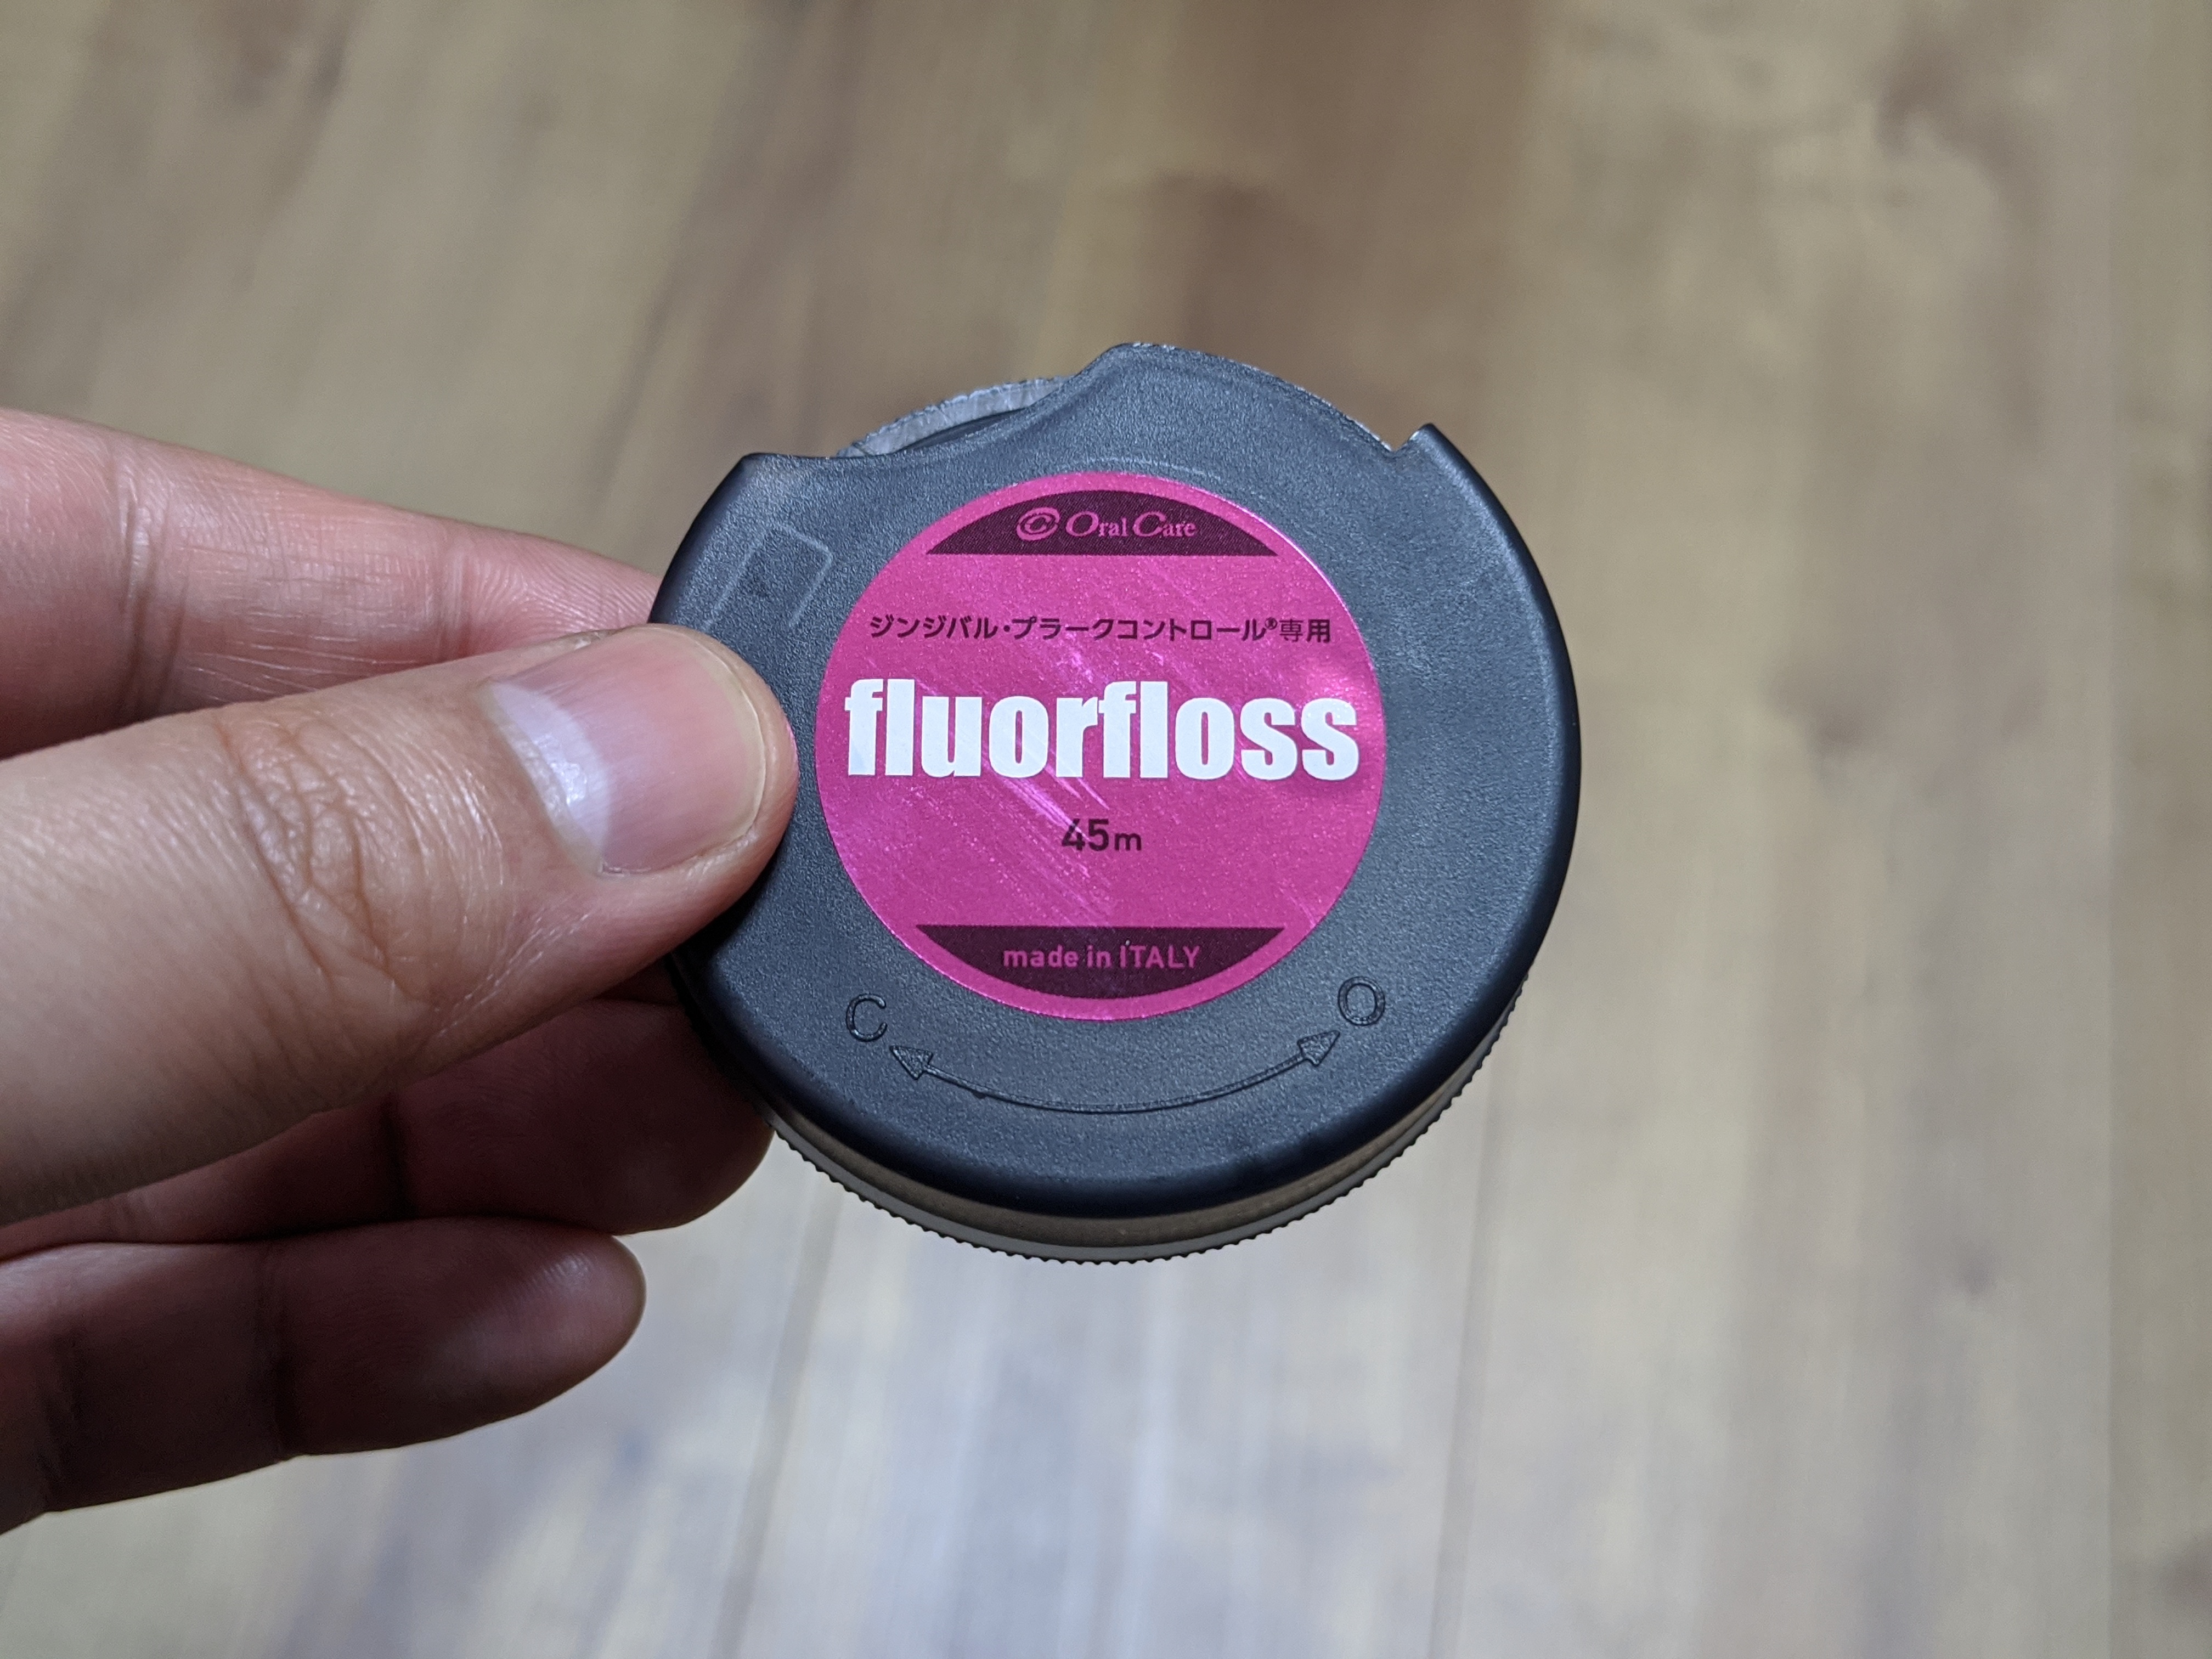 Oral Care
ジンジバル・プラークコントロール®専用
fluorfloss
45m
made in ITALY
C O